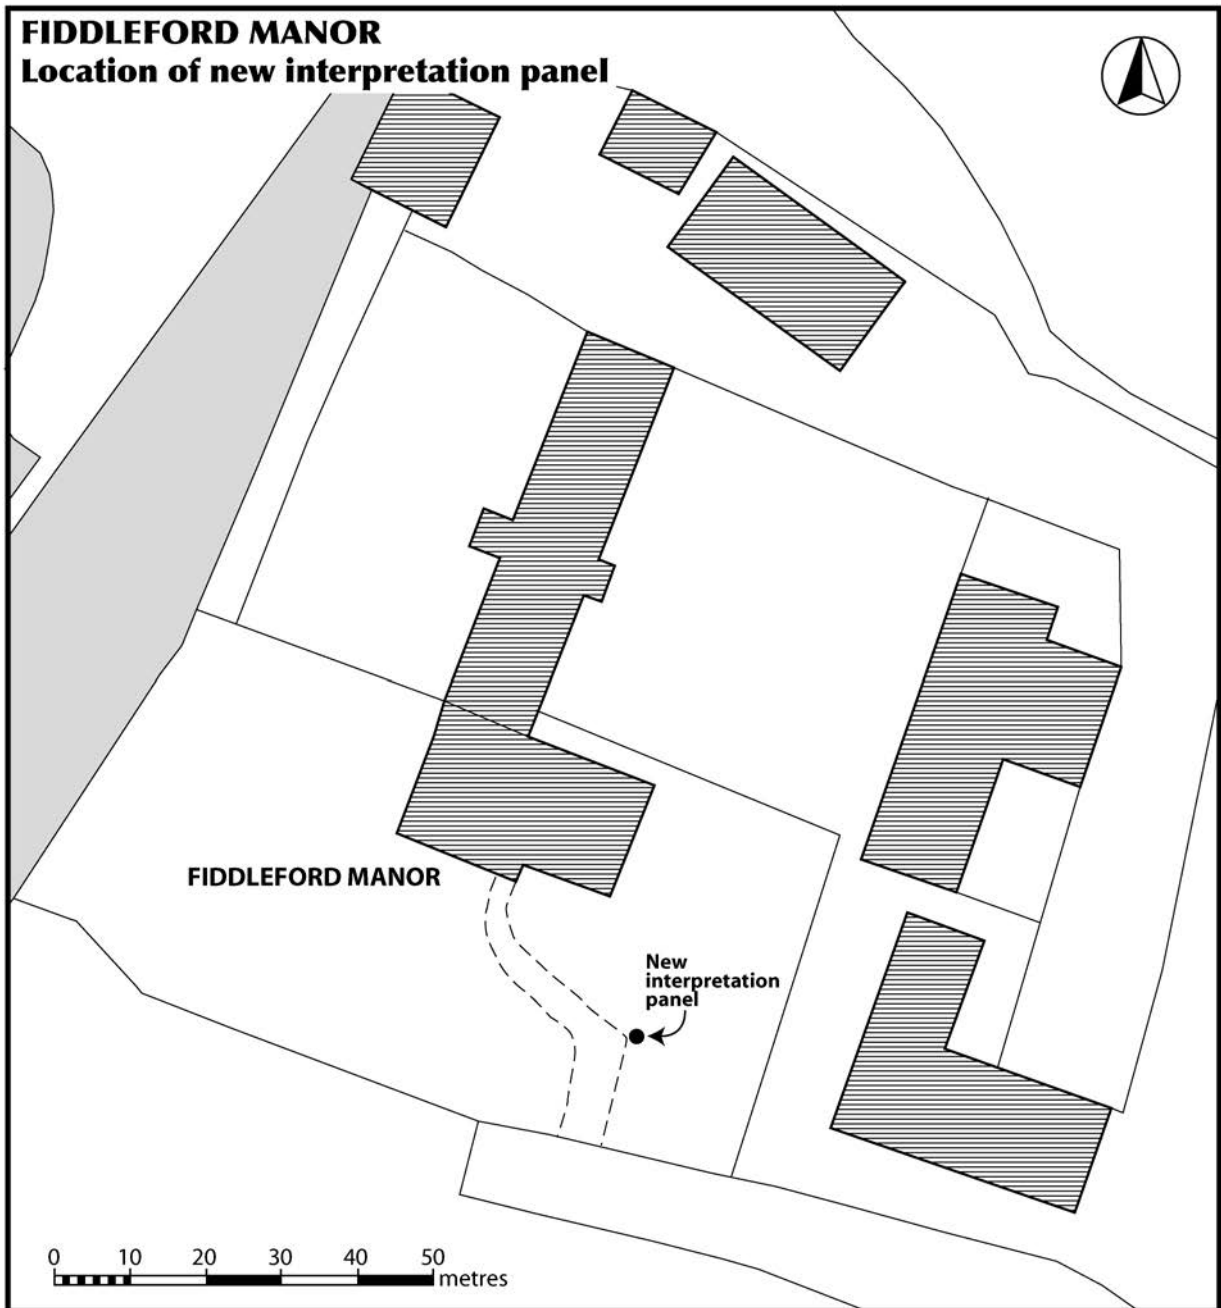 FIDDLEFORD MANOR
Location of new interpretation panel
FIDDLEFORD MANOR
New
interpretation
panel
0 10 20 30 40 50
metres